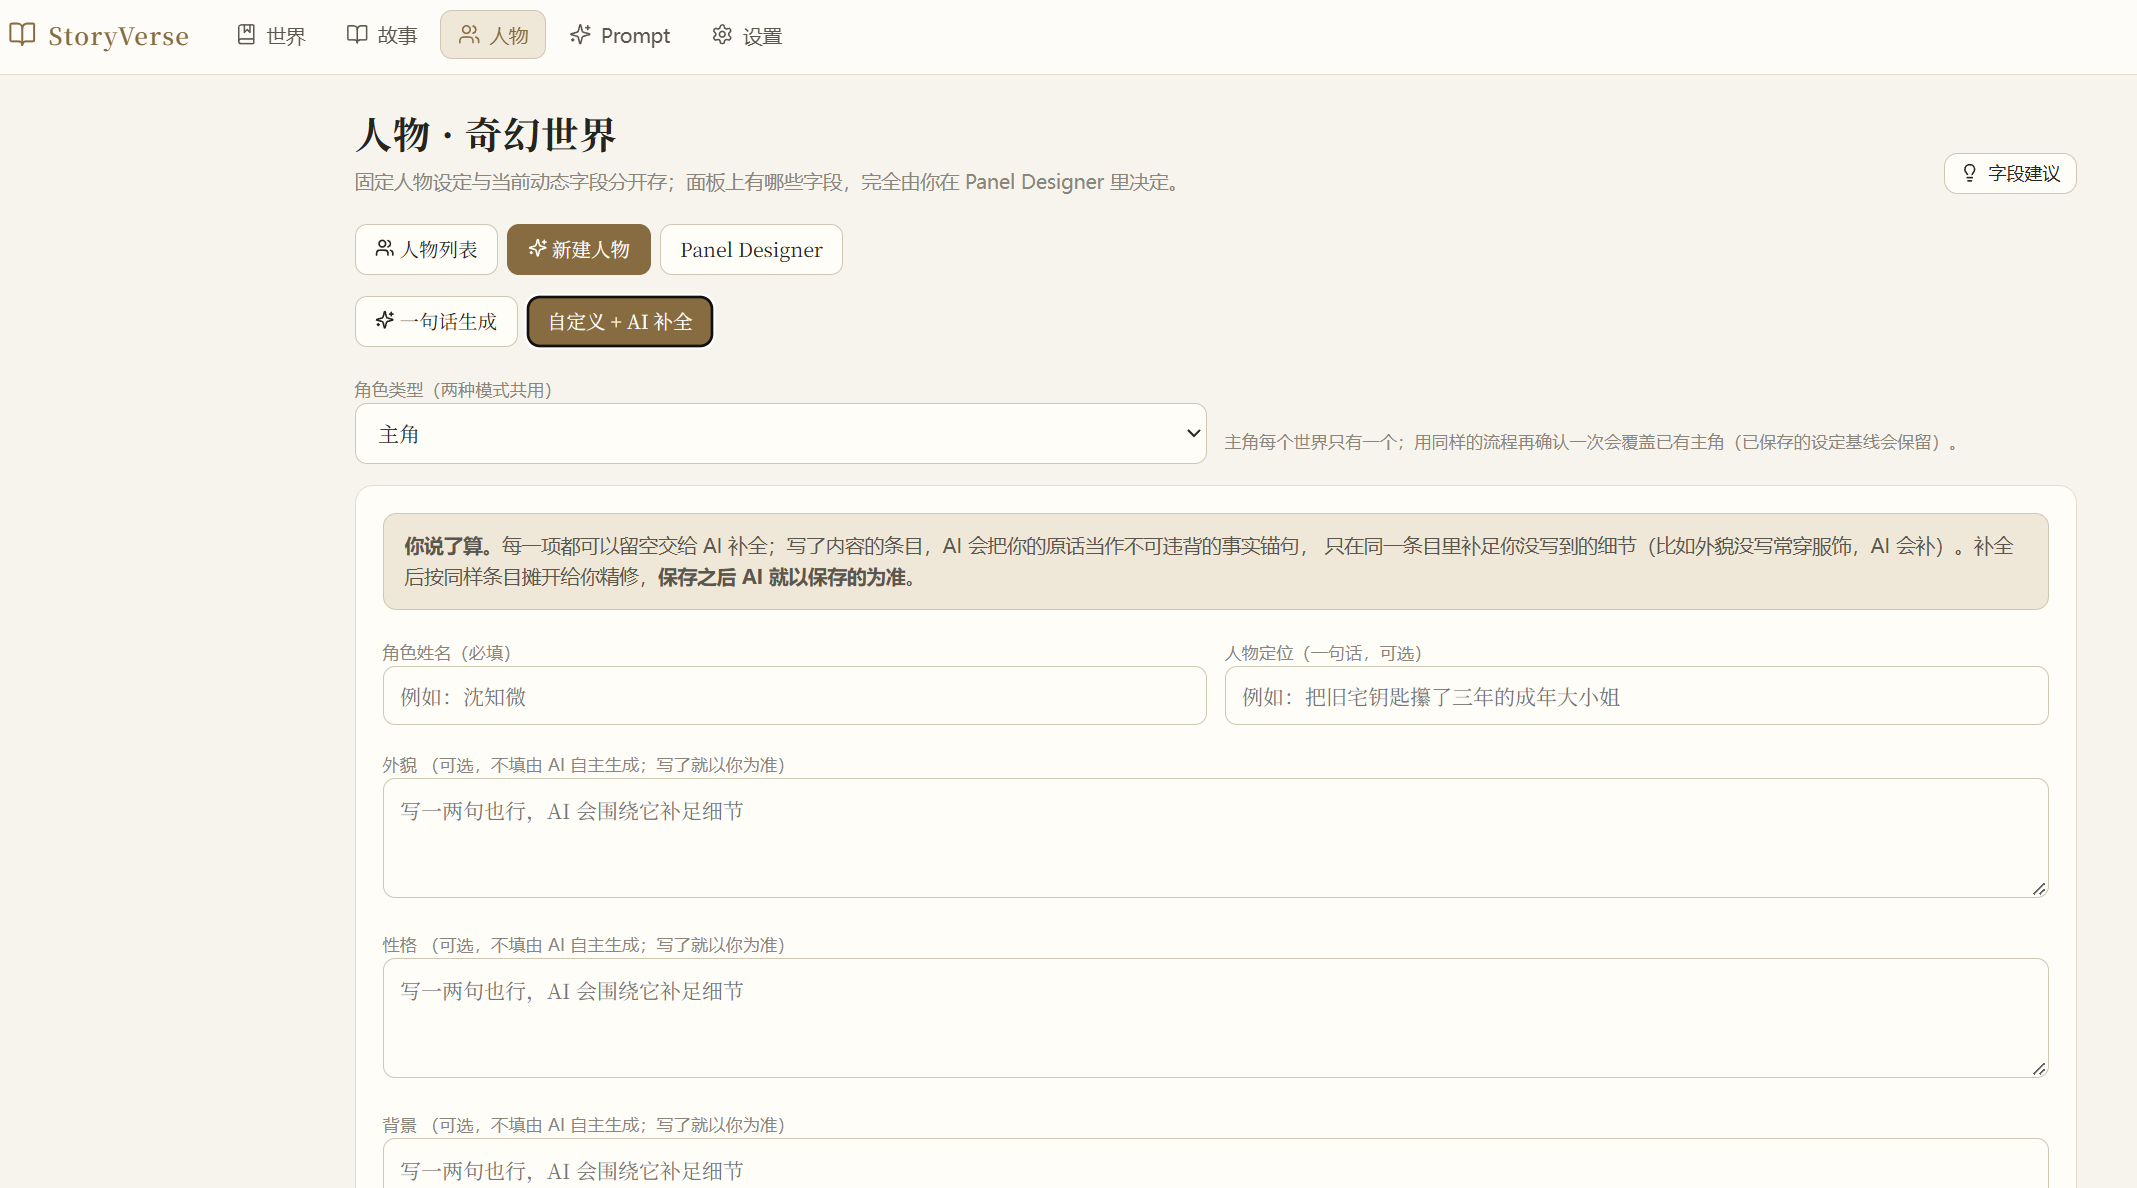 StoryVerse 世界 故事 人物 Prompt 设置
人物 · 奇幻世界
固定人物设定与当前动态字段分开存；面板上有哪些字段，完全由你在 Panel Designer 里决定。
字段建议
人物列表 新建人物 Panel Designer
一句话生成 自定义 + AI 补全
角色类型（两种模式共用）
主角
主角每个世界只有一个；用同样的流程再确认一次会覆盖已有主角（已保存的设定基线会保留）。
你说了算。每一项都可以留空交给 AI 补全；写了内容的条目，AI 会把你的原话当作不可违背的事实锚句， 只在同一条目里补足你没写到的细节（比如外貌没写常穿服饰，AI 会补）。补全
后按同样条目摊开给你精修，保存之后 AI 就以保存的为准。
角色姓名（必填） 人物定位（一句话，可选）
例如：沈知微 例如：把旧宅钥匙攥了三年的成年大小姐
外貌 （可选，不填由 AI 自主生成；写了就以你为准）
写一两句也行，AI 会围绕它补足细节
性格 （可选，不填由 AI 自主生成；写了就以你为准）
写一两句也行，AI 会围绕它补足细节
背景 （可选，不填由 AI 自主生成；写了就以你为准）
写一两句也行，AI 会围绕它补足细节